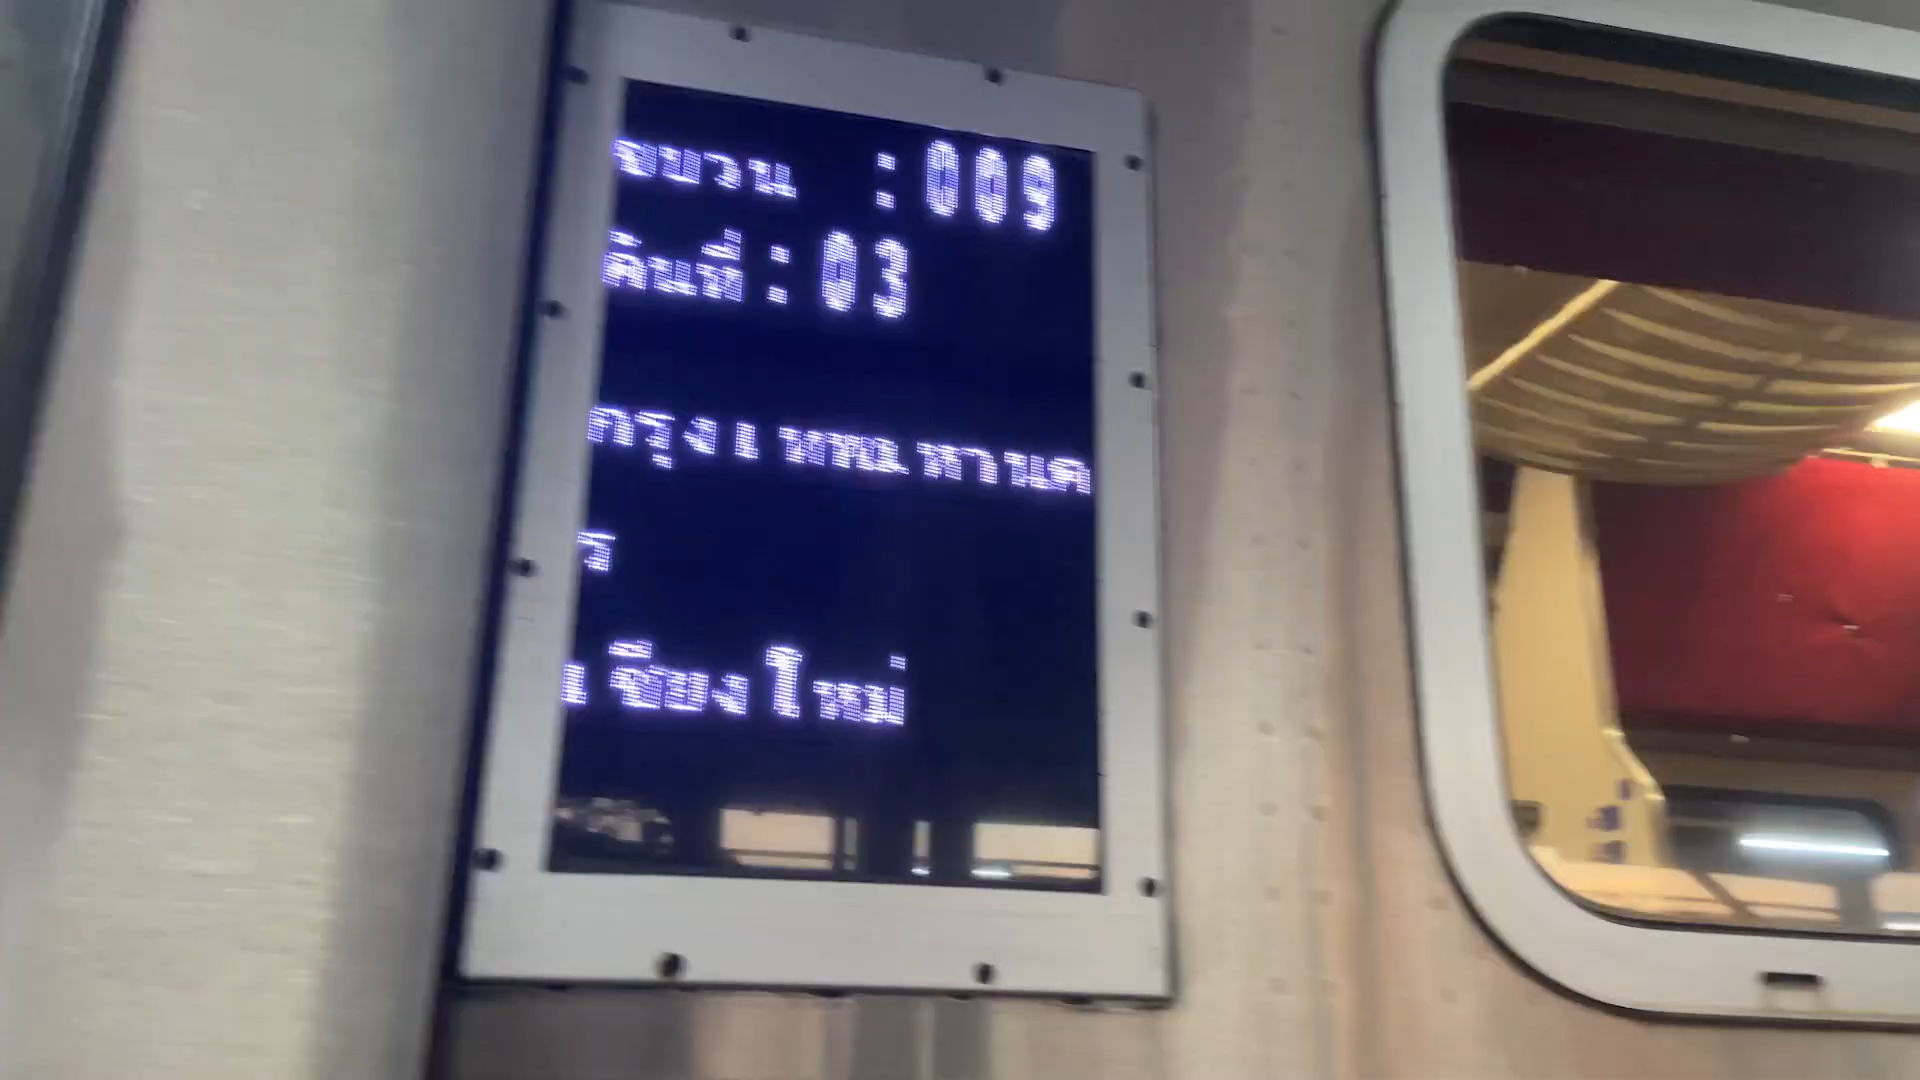 ขบวน : 009
คันที่ : 03
กรุงเทพมหานค
ร
เชียงใหม่